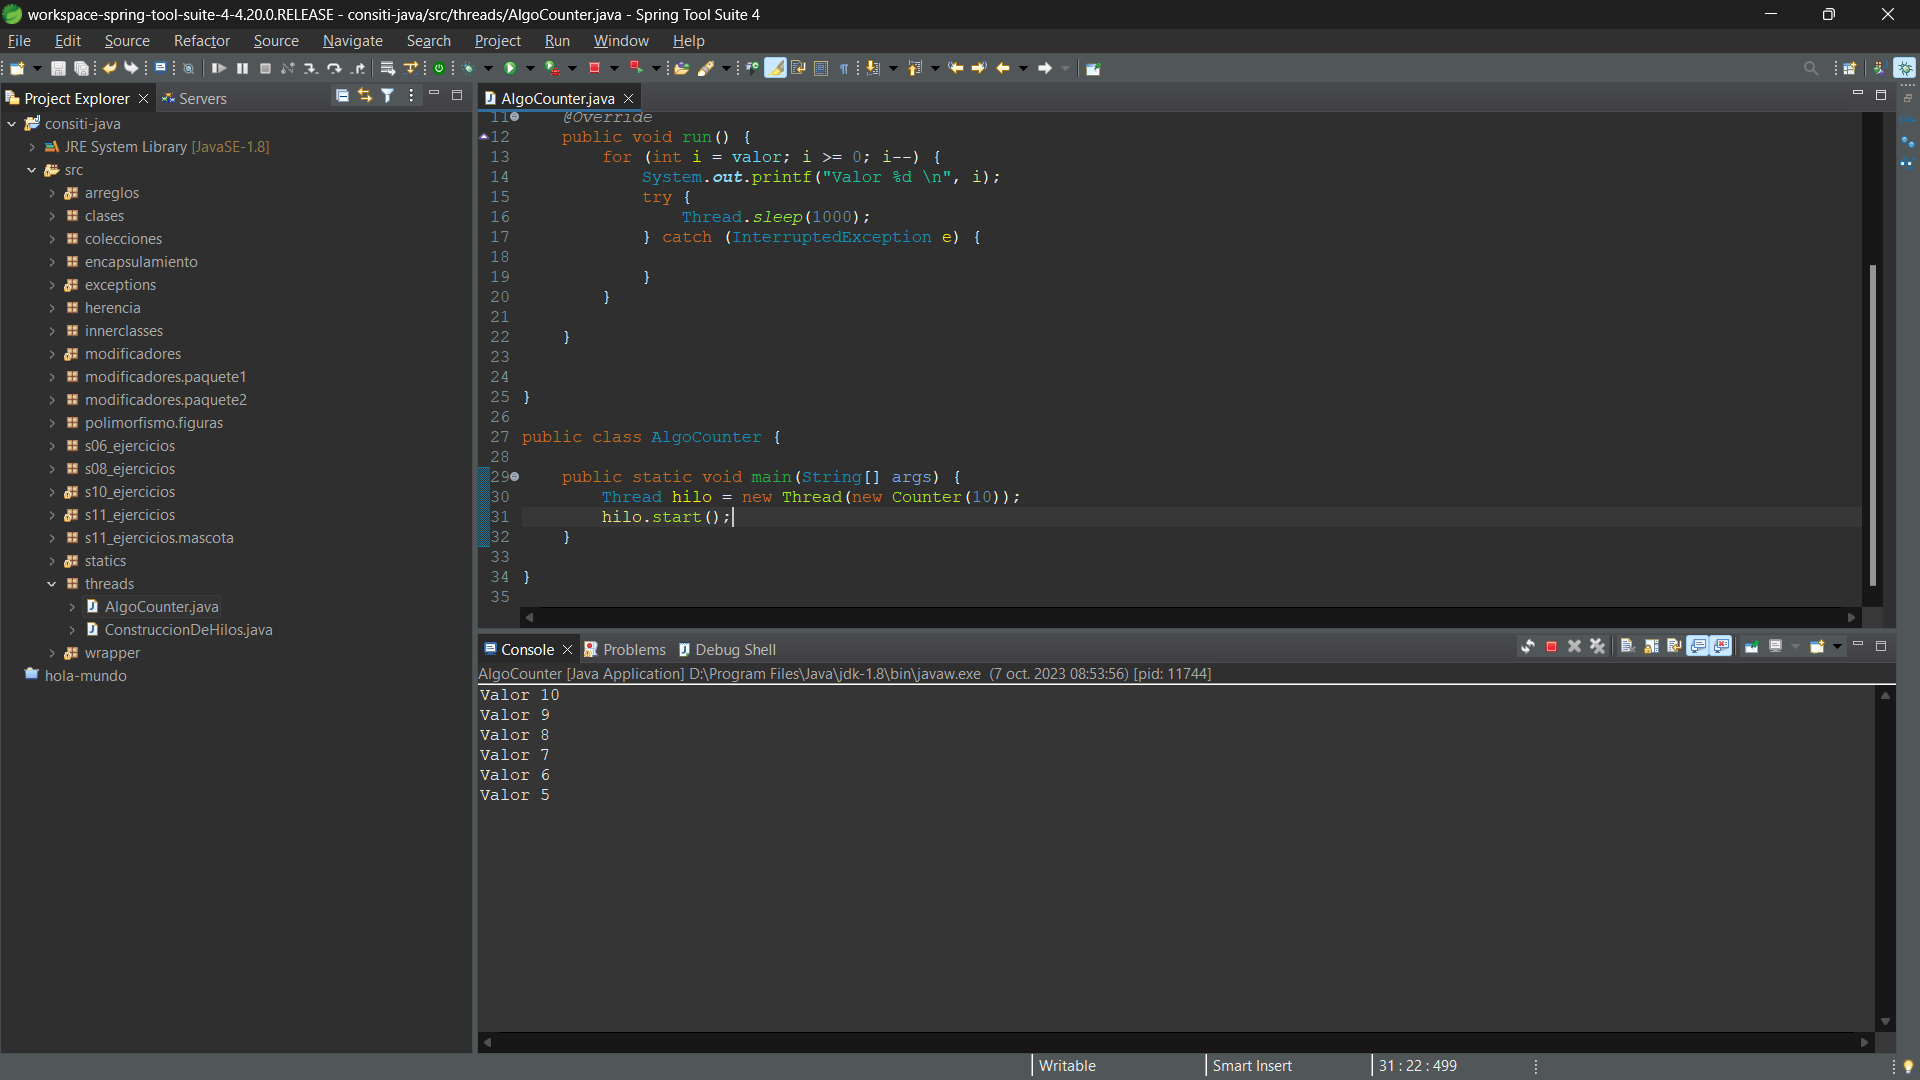 workspace-spring-tool-suite-4-4.20.0.RELEASE - consiti-java/src/threads/AlgoCounter.java - Spring Tool Suite 4
File Edit Source Refactor Source Navigate Search Project Run Window Help
Project Explorer
Servers
consiti-java
JRE System Library [JavaSE-1.8]
src
arreglos
clases
colecciones
encapsulamiento
exceptions
herencia
innerclasses
modificadores
modificadores.paquete1
modificadores.paquete2
polimorfismo.figuras
s06_ejercicios
s08_ejercicios
s10_ejercicios
s11_ejercicios
s11_ejercicios.mascota
statics
threads
AlgoCounter.java
ConstruccionDeHilos.java
wrapper
hola-mundo
AlgoCounter.java
11 @Override
12 public void run() {
13 for (int i = valor; i >= 0; i--) {
14 System.out.printf("Valor %d \n", i);
15 try {
16 Thread.sleep(1000);
17 } catch (InterruptedException e) {
18
19 }
20 }
21
22 }
23
24
25 }
26
27 public class AlgoCounter {
28
29 public static void main(String[] args) {
30 Thread hilo = new Thread(new Counter(10));
31 hilo.start();
32 }
33
34 }
35
Console
Problems
Debug Shell
AlgoCounter [Java Application] D:\Program Files\Java\jdk-1.8\bin\javaw.exe (7 oct. 2023 08:53:56) [pid: 11744]
Valor 10
Valor 9
Valor 8
Valor 7
Valor 6
Valor 5
Writable
Smart Insert
31 : 22 : 499